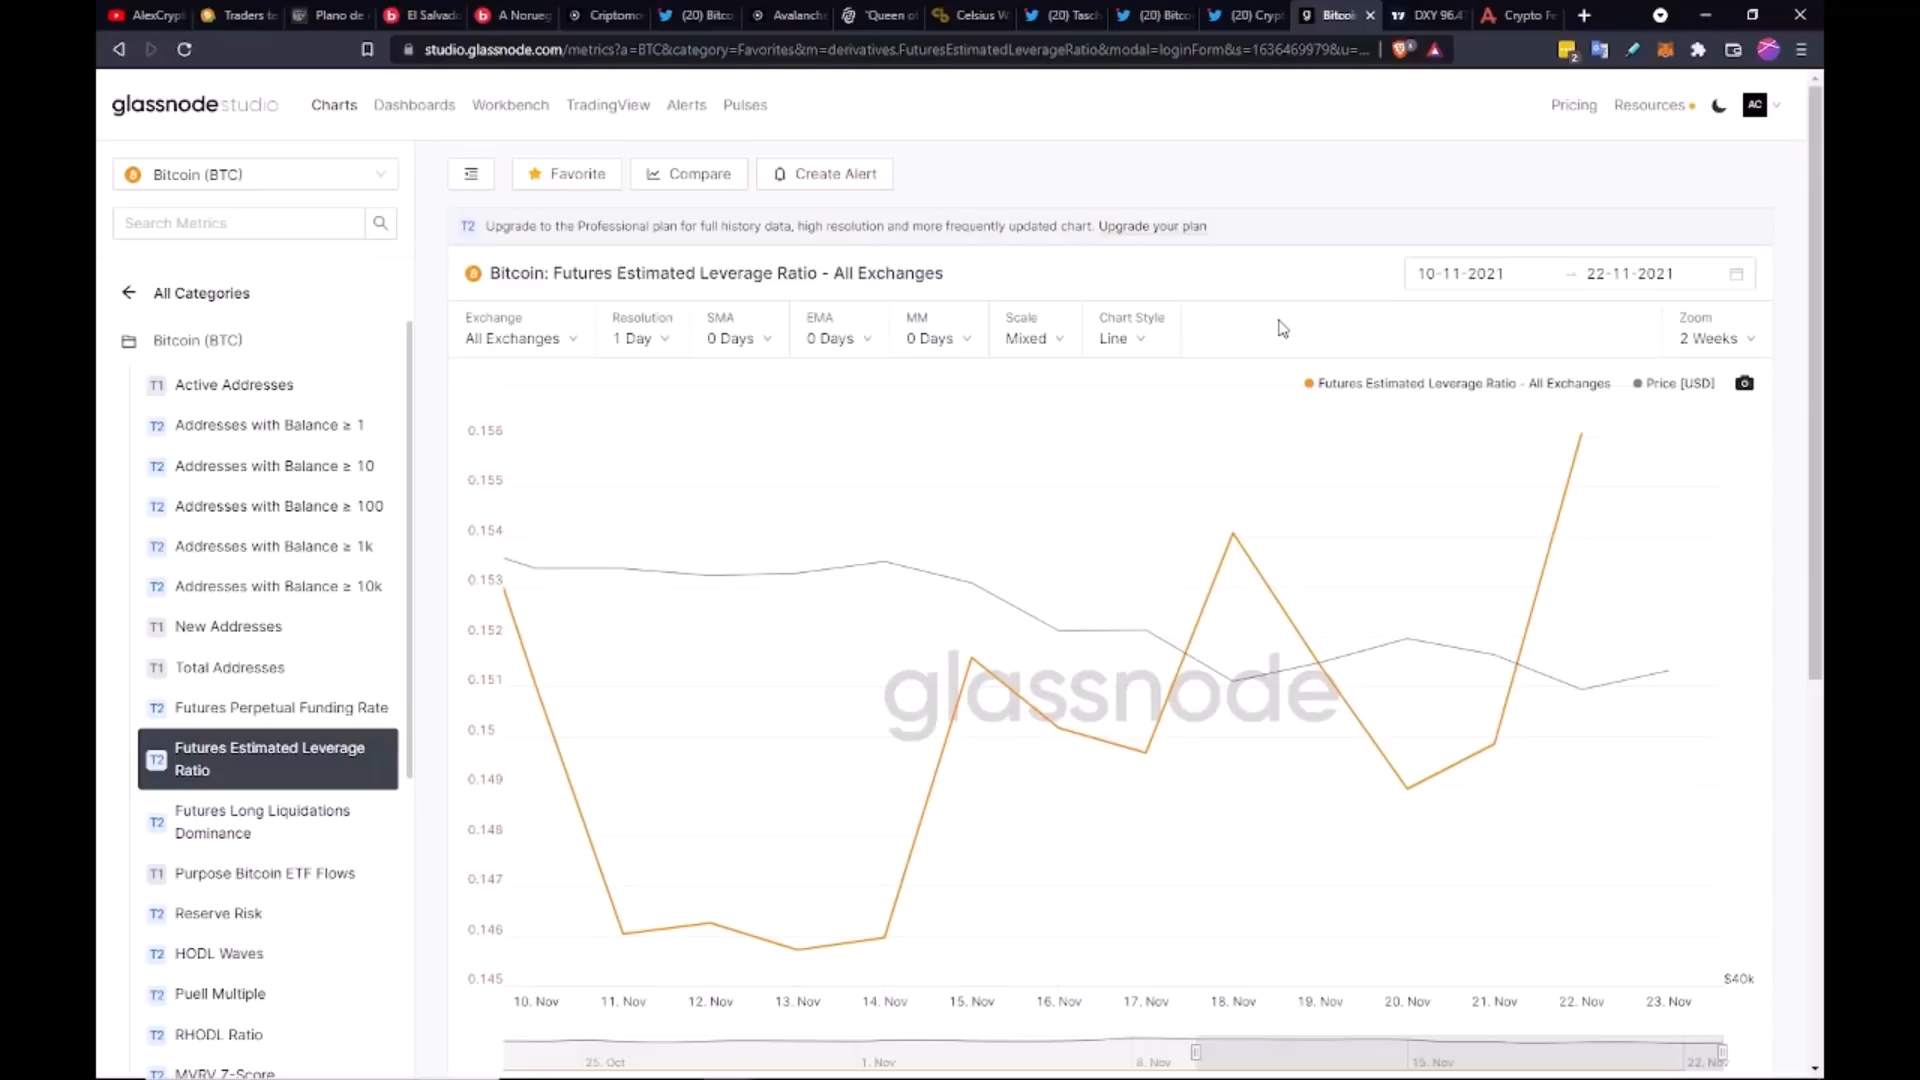 AlexCryp
Traders te
Plano de
El Salvado
A Norueg
Criptomo
(20) Bitco
Avalanche
"Queen of
Celsius
(20) Tasc
(20) Bitco
(20) Cryp
Bitcoi
DXY 96.4
Crypto Fe
studio.glassnode.com/metrics?a=BTC&category=Favorites&m=derivatives.FuturesEstimatedLeverageRatio&modal=loginForm&s=1636469979&u=...
2
glassnodestudio
Charts
Dashboards
Workbench
TradingView
Alerts
Pulses
Pricing
Resources
AC
Bitcoin (BTC)
Favorite
Compare
Create Alert
Search Metrics
T2 Upgrade to the Professional plan for full history data, high resolution and more frequently updated chart. Upgrade your plan
Bitcoin: Futures Estimated Leverage Ratio - All Exchanges
10-11-2021 → 22-11-2021
All Categories
Exchange
All Exchanges
Resolution
1 Day
SMA
0 Days
EMA
0 Days
MM
0 Days
Scale
Mixed
Chart Style
Line
Zoom
2 Weeks
Bitcoin (BTC)
T1 Active Addresses
T2 Addresses with Balance ≥ 1
T2 Addresses with Balance ≥ 10
T2 Addresses with Balance ≥ 100
T2 Addresses with Balance ≥ 1k
T2 Addresses with Balance ≥ 10k
T1 New Addresses
T1 Total Addresses
T2 Futures Perpetual Funding Rate
T2 Futures Estimated Leverage
Ratio
T2 Futures Long Liquidations
Dominance
T1 Purpose Bitcoin ETF Flows
T2 Reserve Risk
T2 HODL Waves
T2 Puell Multiple
T2 RHODL Ratio
T2 MVRV Z-Score
Futures Estimated Leverage Ratio - All Exchanges
Price [USD]
0.156
0.155
0.154
0.153
0.152
0.151
0.15
0.149
0.148
0.147
0.146
0.145
glassnode
$40k
10. Nov
11. Nov
12. Nov
13. Nov
14. Nov
15. Nov
16. Nov
17. Nov
18. Nov
19. Nov
20. Nov
21. Nov
22. Nov
23. Nov
25. Oct
1. Nov
8. Nov
15. Nov
22. Nov